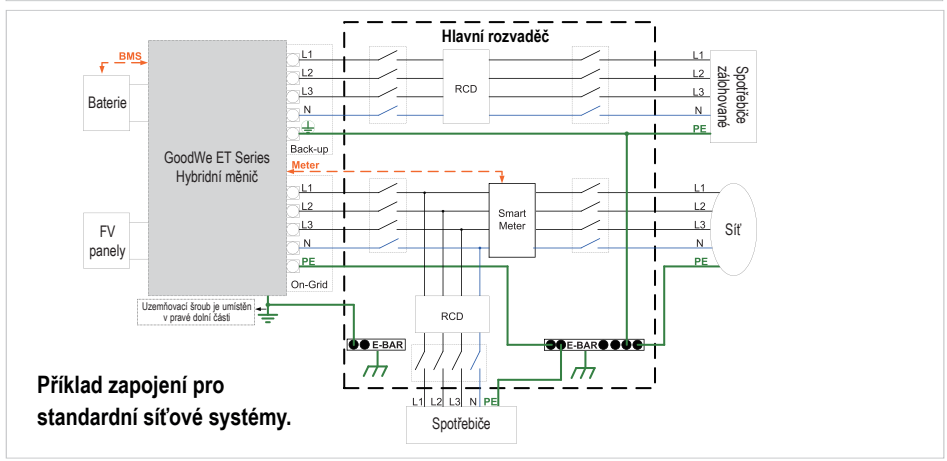 Hlavní rozvaděč
BMS
Baterie
GoodWe ET Series
Hybridní měnič
FV
panely
L1
L2
L3
N
Back-up
RCD
L1
L2
L3
N
PE
Spotřebiče
zálohované
Meter
L1
L2
L3
N
PE
On-Grid
Smart
Meter
L1
L2
L3
N
PE
Síť
Uzemňovací šroub je umístěn
v pravé dolní části
RCD
E-BAR
E-BAR
L1 L2 L3 N PE
Spotřebiče
Příklad zapojení pro
standardní síťové systémy.